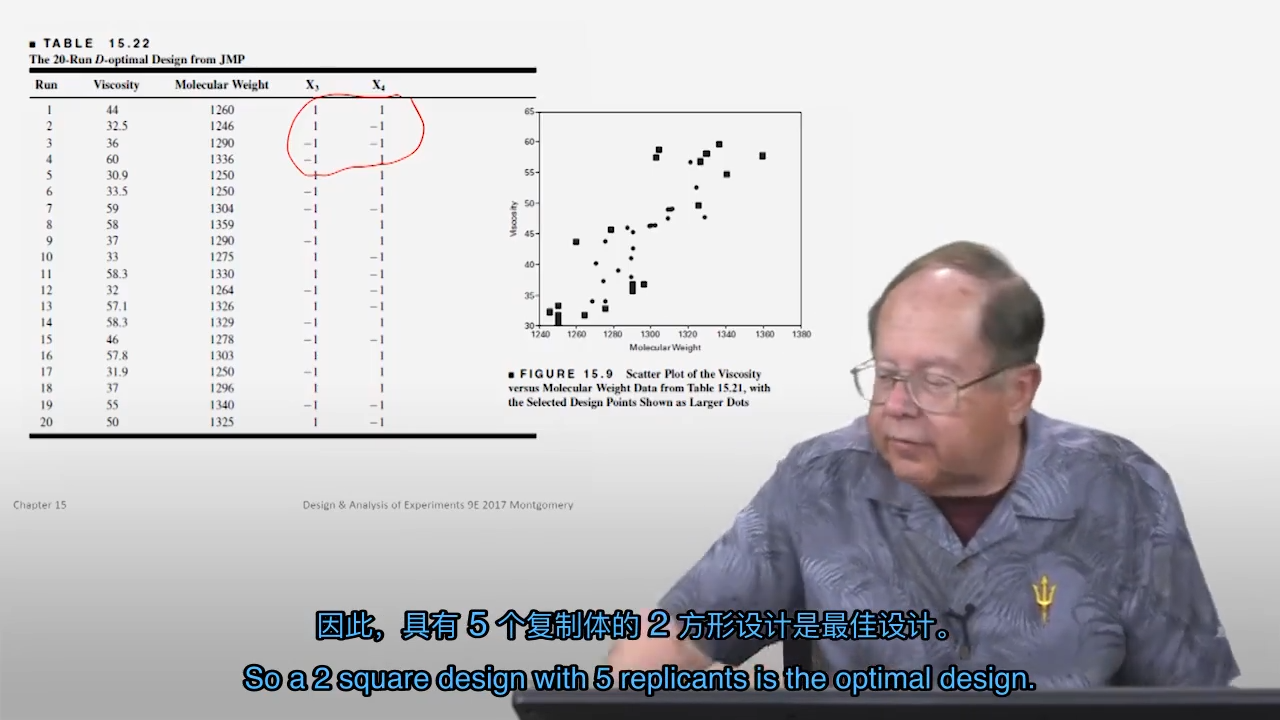 ■ TABLE 15.22
The 20-Run D-optimal Design from JMP
Run Viscosity Molecular Weight X₃ X₄
1 44 1260 1 1
2 32.5 1246 1 −1
3 36 1290 −1 −1
4 60 1336 −1 1
5 30.9 1250 1 1
6 33.5 1250 −1 1
7 59 1304 −1 −1
8 58 1359 1 1
9 37 1290 −1 1
10 33 1275 1 −1
11 58.3 1330 1 −1
12 32 1264 −1 −1
13 57.1 1326 1 −1
14 58.3 1329 −1 1
15 46 1278 −1 −1
16 57.8 1303 1 1
17 31.9 1250 −1 1
18 37 1296 1 1
19 55 1340 −1 −1
20 50 1325 1 −1
65
60
55
50
45
40
35
30
Viscosity
1240 1260 1280 1300 1320 1340 1360 1380
Molecular Weight
■ FIGURE 15.9 Scatter Plot of the Viscosity
versus Molecular Weight Data from Table 15.21, with
the Selected Design Points Shown as Larger Dots
Chapter 15
Design & Analysis of Experiments 9E 2017 Montgomery
因此，具有 5 个复制体的 2 方形设计是最佳设计。
So a 2 square design with 5 replicants is the optimal design.